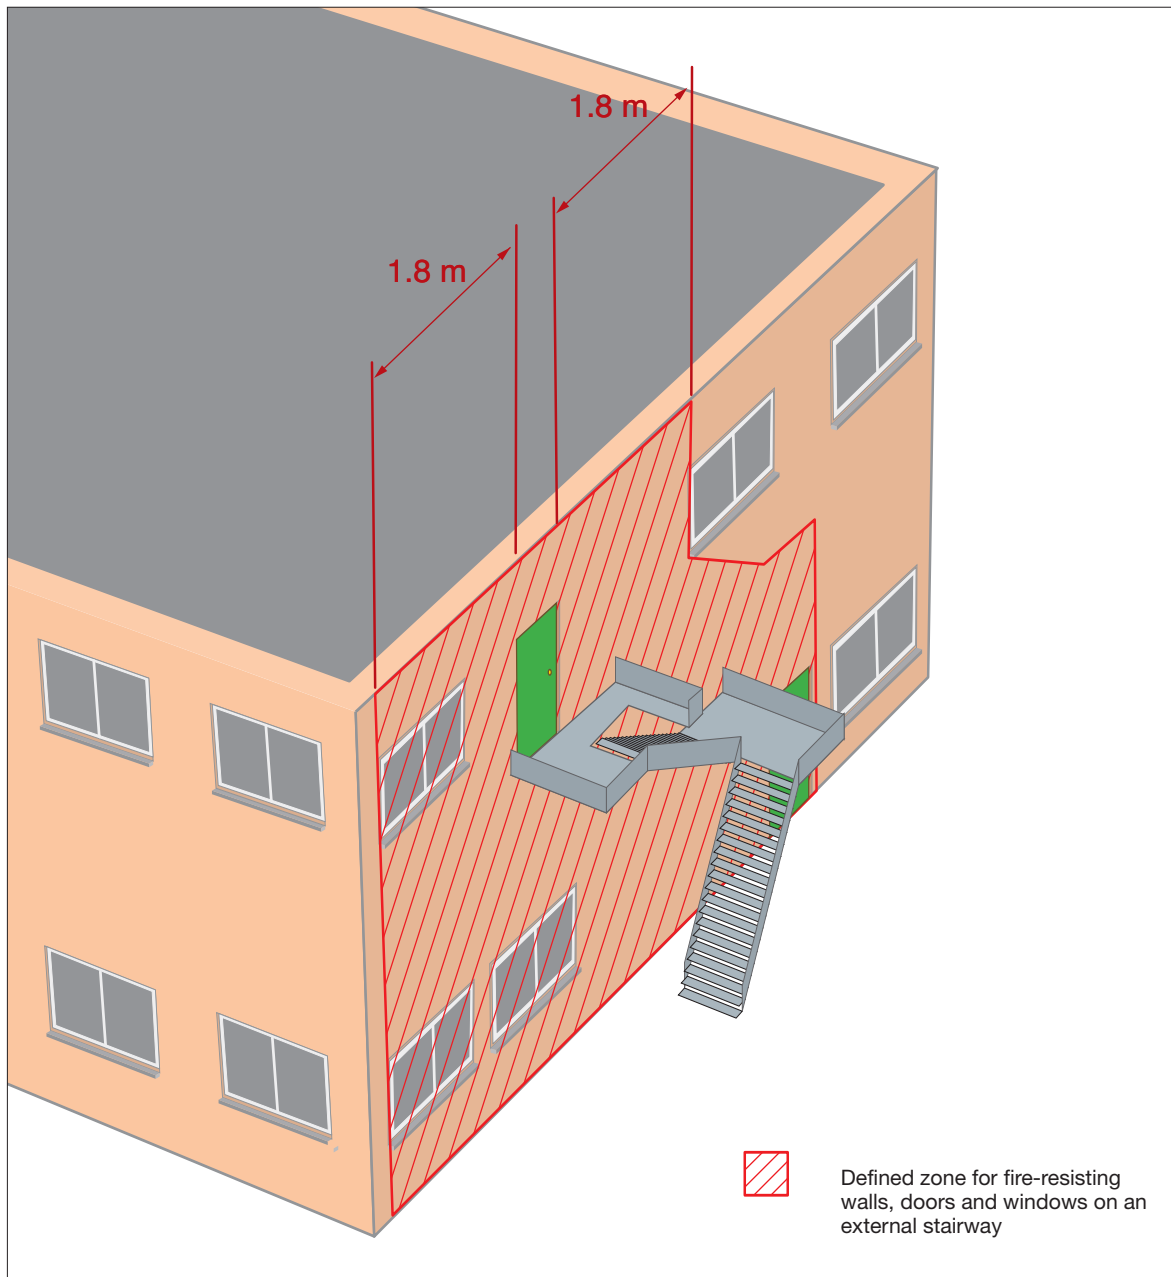 1.8 m
1.8 m
Defined zone for fire-resisting
walls, doors and windows on an
external stairway